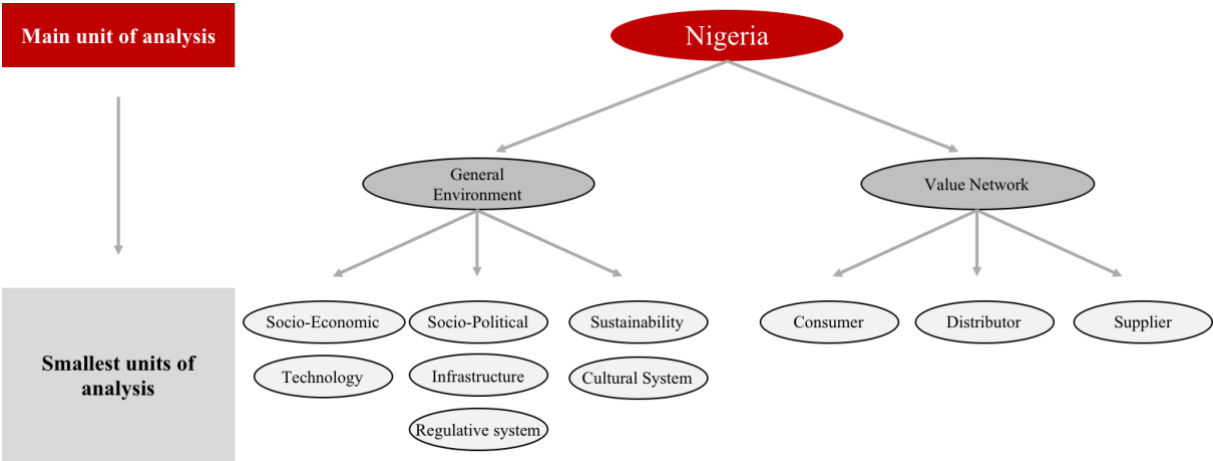 Main unit of analysis
Nigeria
General
Environment
Value Network
Socio-Economic
Socio-Political
Sustainability
Consumer
Distributor
Supplier
Smallest units of
analysis
Technology
Infrastructure
Cultural System
Regulative system